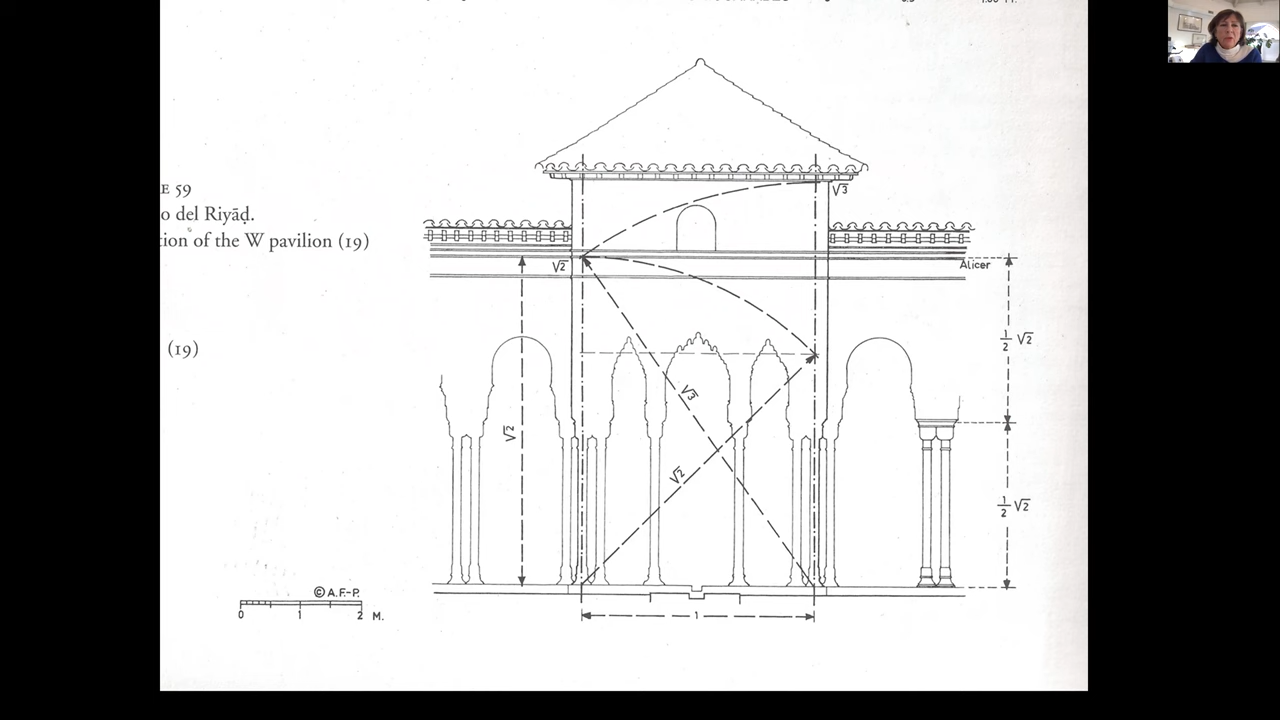 E 59
o del Riyāḍ.
tion of the W pavilion (19)
(19)
√3
√2
Alicer
½ √2
√3
√2
√2
½ √2
© A.F.-P.
0 1 2 M.
1